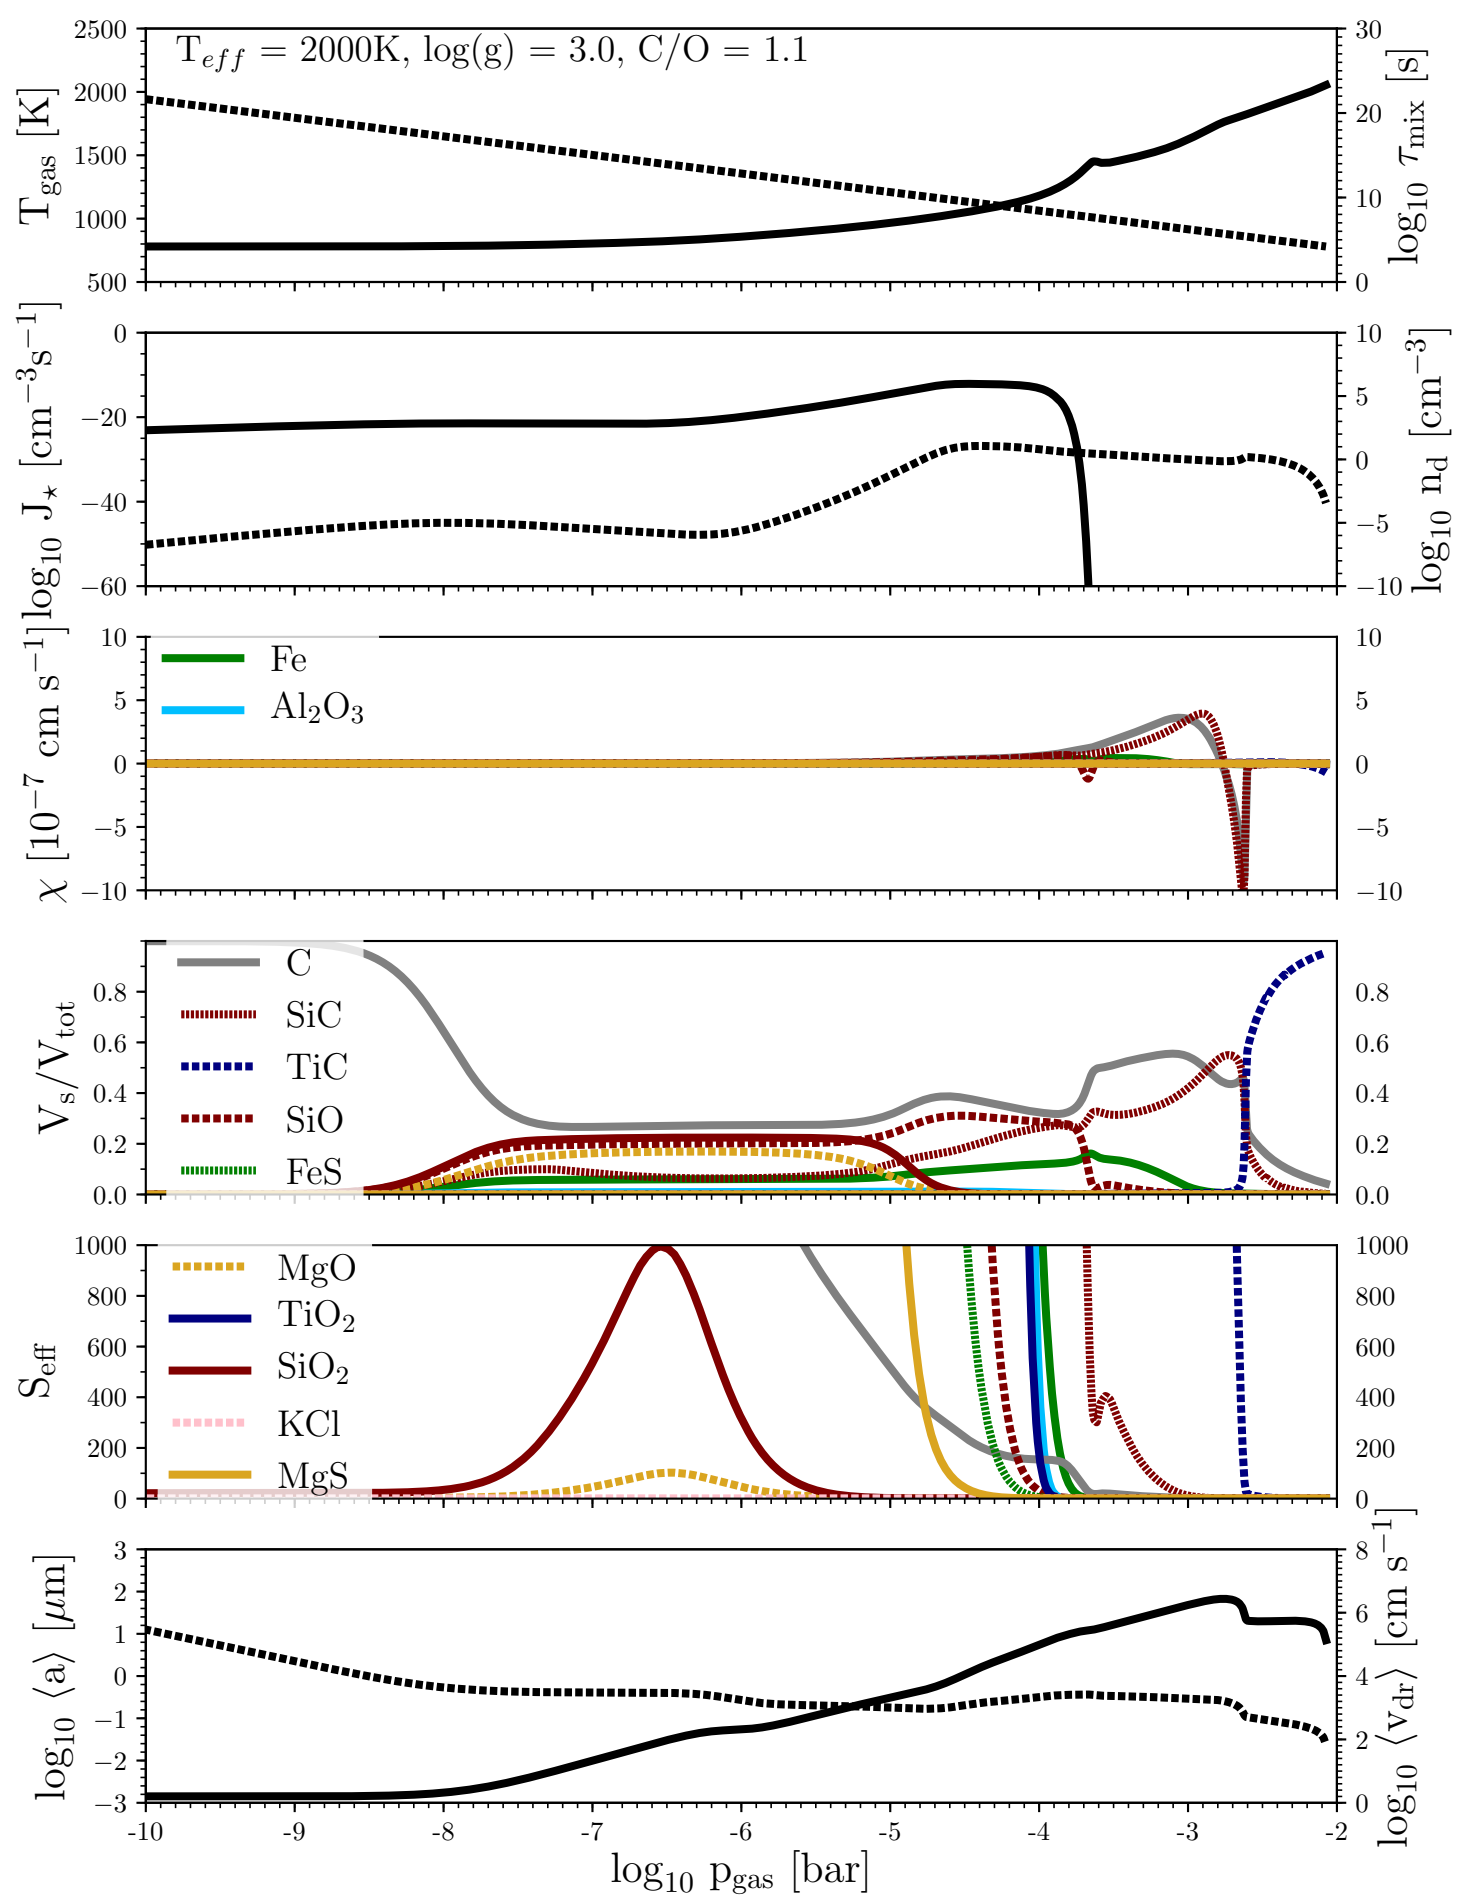 T_eff = 2000K, log(g) = 3.0, C/O = 1.1
T_gas [K]
2500
2000
1500
1000
500
log₁₀ τ_mix [s]
30
20
10
0
log₁₀ J⋆ [cm⁻³s⁻¹]
0
−20
−40
−60
log₁₀ n_d [cm⁻³]
10
5
0
−5
−10
χ [10⁻⁷ cm s⁻¹]
10
5
0
−5
−10
Fe
Al₂O₃
10
5
0
−5
−10
V_s/V_tot
0.8
0.6
0.4
0.2
0.0
C
SiC
TiC
SiO
FeS
0.8
0.6
0.4
0.2
0.0
S_eff
1000
800
600
400
200
0
MgO
TiO₂
SiO₂
KCl
MgS
1000
800
600
400
200
0
log₁₀ ⟨a⟩ [μm]
3
2
1
0
−1
−2
−3
log₁₀ ⟨v_dr⟩ [cm s⁻¹]
8
6
4
2
0
-10 -9 -8 -7 -6 -5 -4 -3 -2
log₁₀ p_gas [bar]